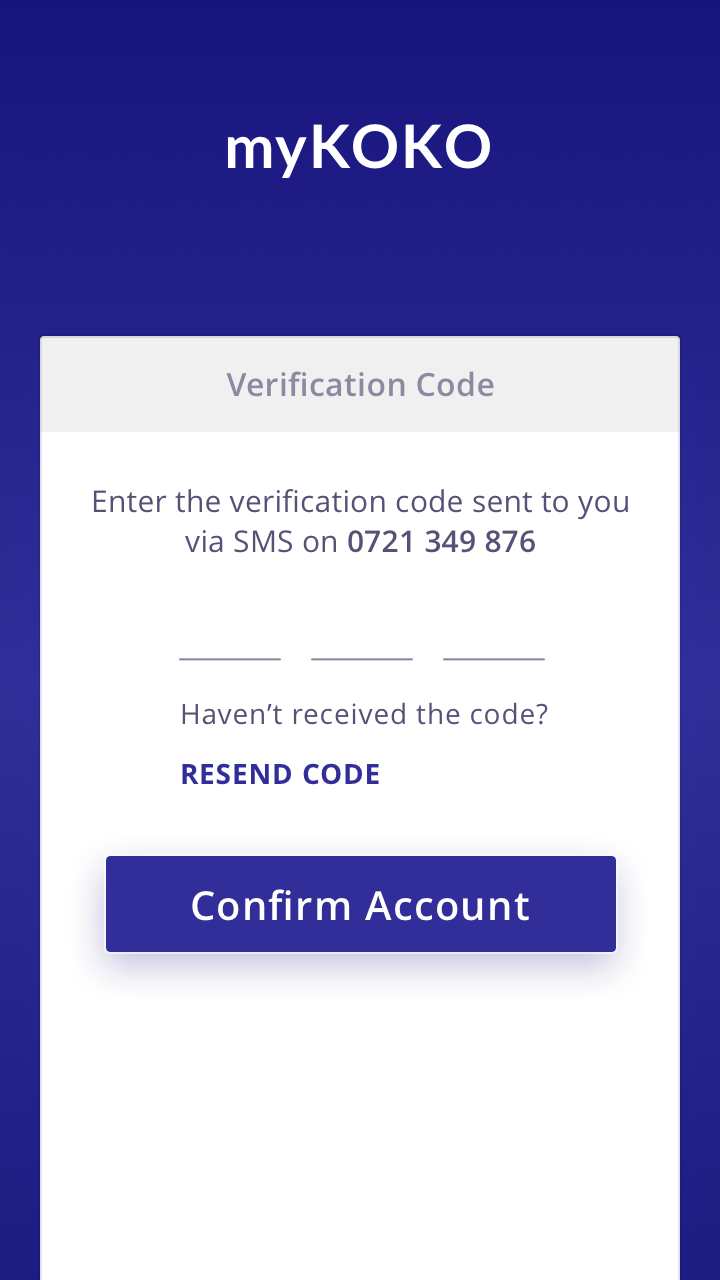 myKOKO
Verification Code
Enter the verification code sent to you
via SMS on 0721 349 876
Haven’t received the code?
RESEND CODE
Confirm Account